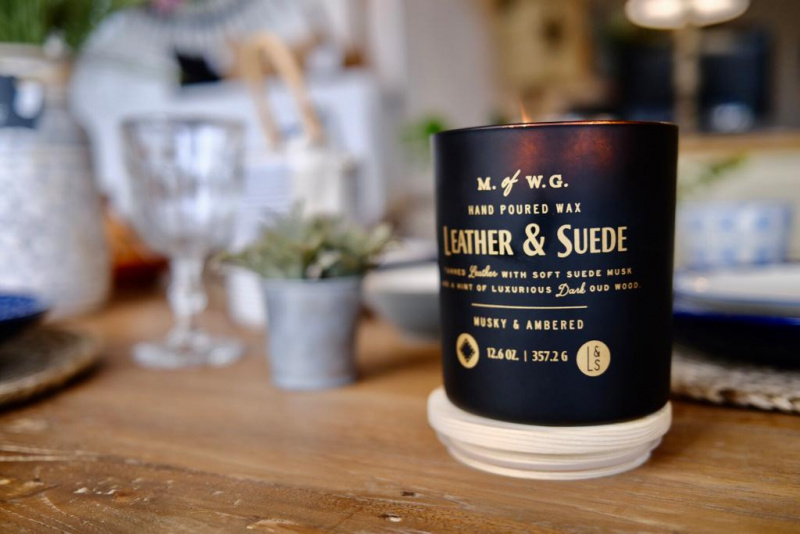 M. of W.G.
HAND POURED WAX
LEATHER & SUEDE
Leather WITH SOFT SUEDE MUSK
A HINT OF LUXURIOUS Dark OUD WOOD.
MUSKY & AMBERED
12.6 OZ. | 357.2 G
L&S